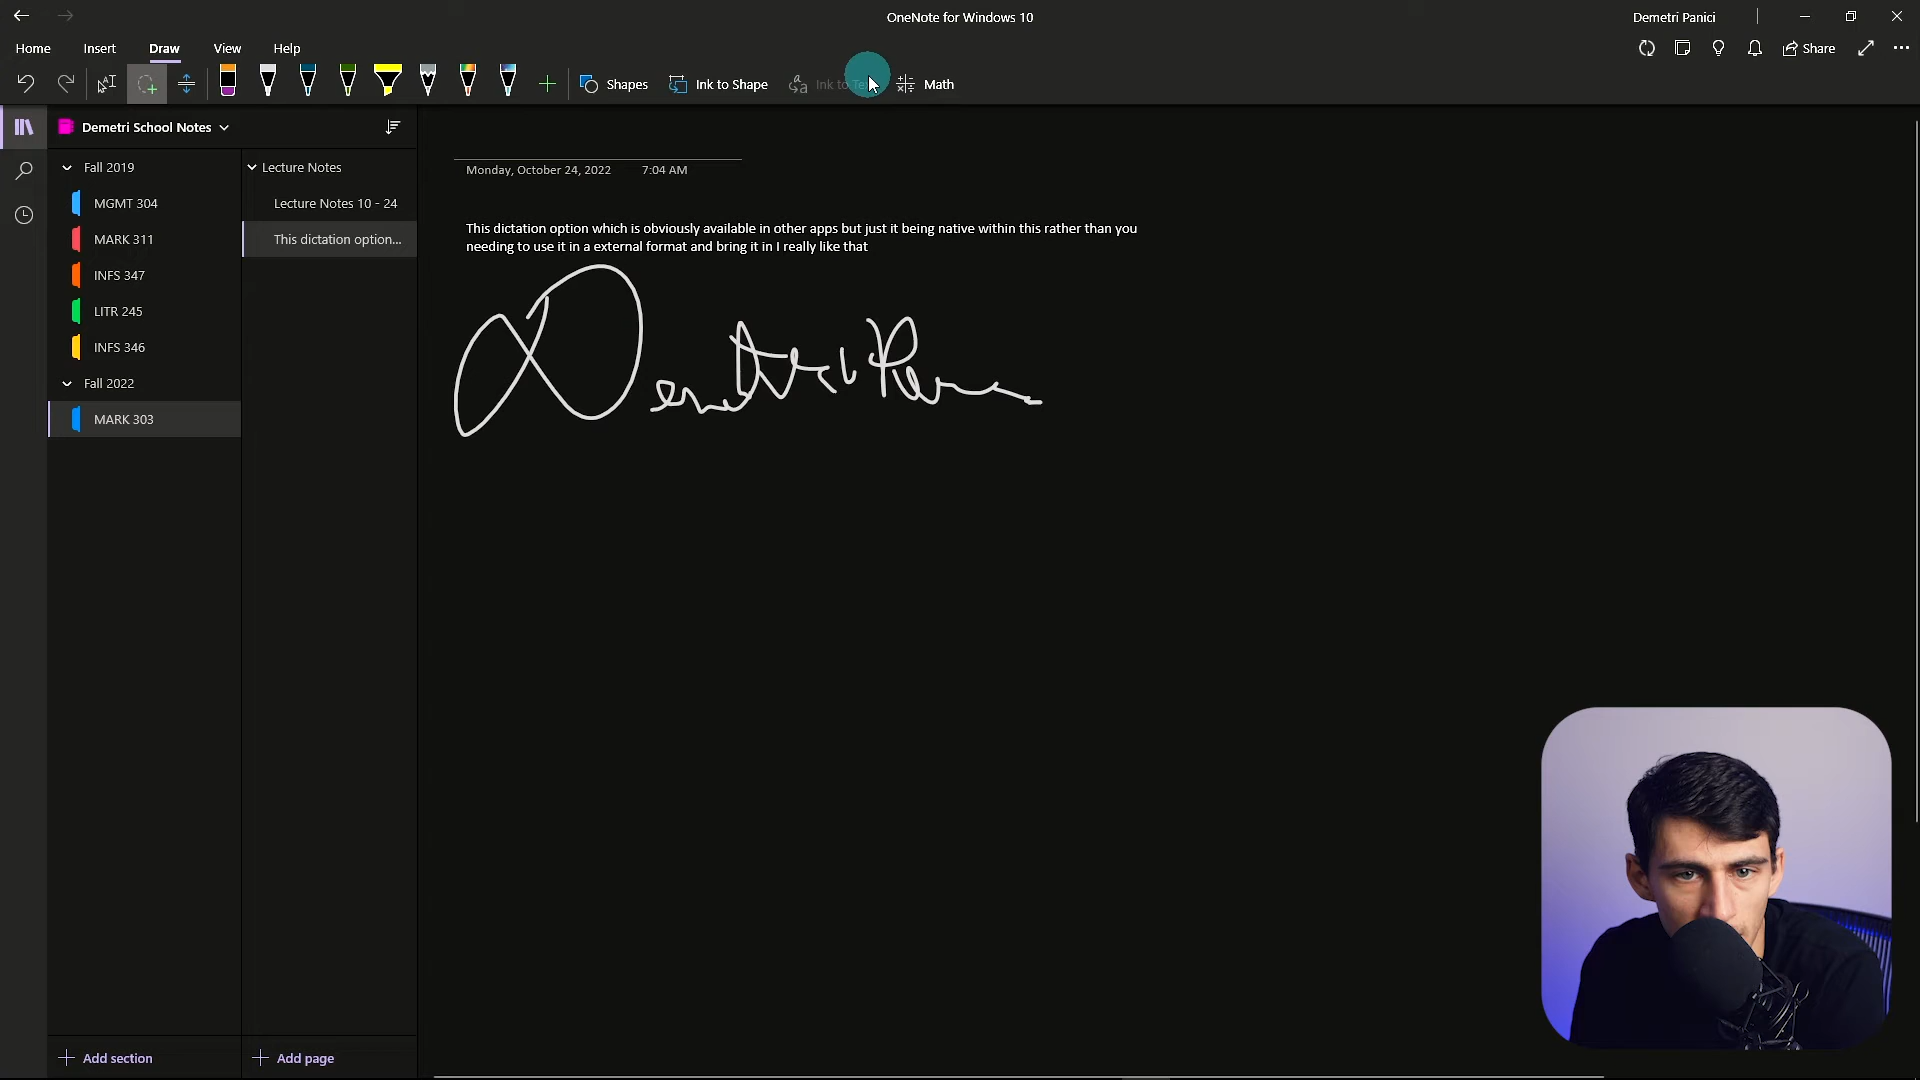 OneNote for Windows 10
Demetri Panici
Home Insert Draw View Help
Share
Shapes Ink to Shape Ink to Te Math
Demetri School Notes
Fall 2019
MGMT 304
MARK 311
INFS 347
LITR 245
INFS 346
Fall 2022
MARK 303
Add section
Lecture Notes
Lecture Notes 10 - 24
This dictation option...
Add page
Monday, October 24, 2022 7:04 AM
This dictation option which is obviously available in other apps but just it being native within this rather than you
needing to use it in a external format and bring it in I really like that
Demetri